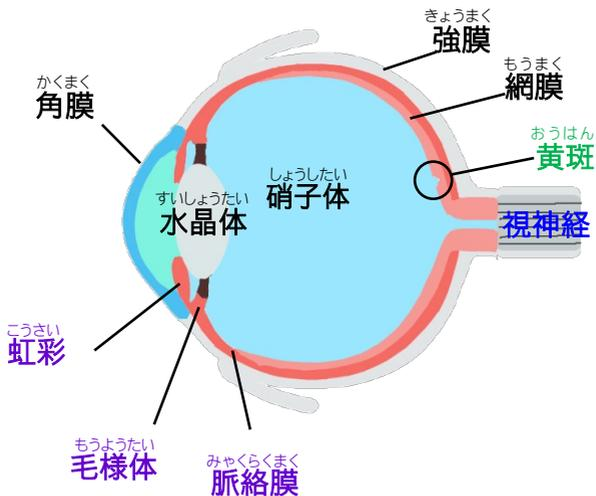 きょうまく
強膜
もうまく
網膜
かくまく
角膜
おうはん
黄斑
しょうしたい
硝子体
すいしょうたい
水晶体
視神経
こうさい
虹彩
もうようたい
毛様体
みゃくらくまく
脈絡膜